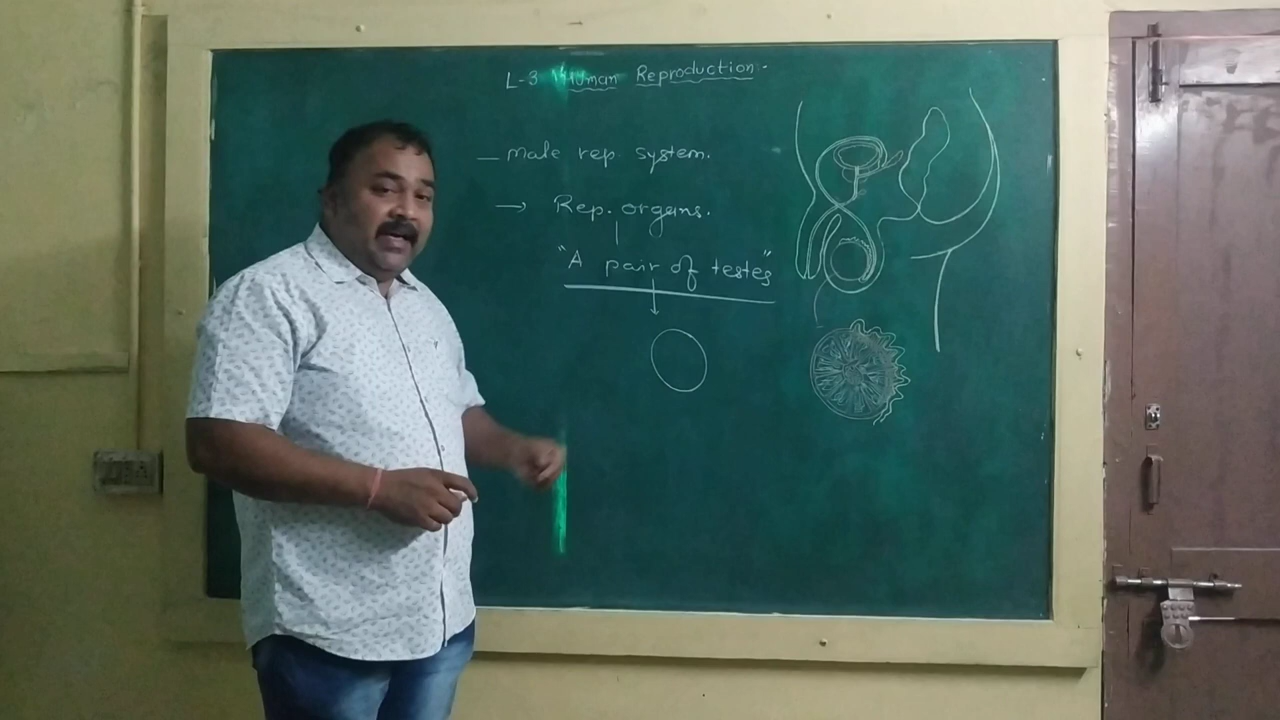 L-3 Human Reproduction.
— Male rep. system.
→ Rep. organs.
"A pair of testes"